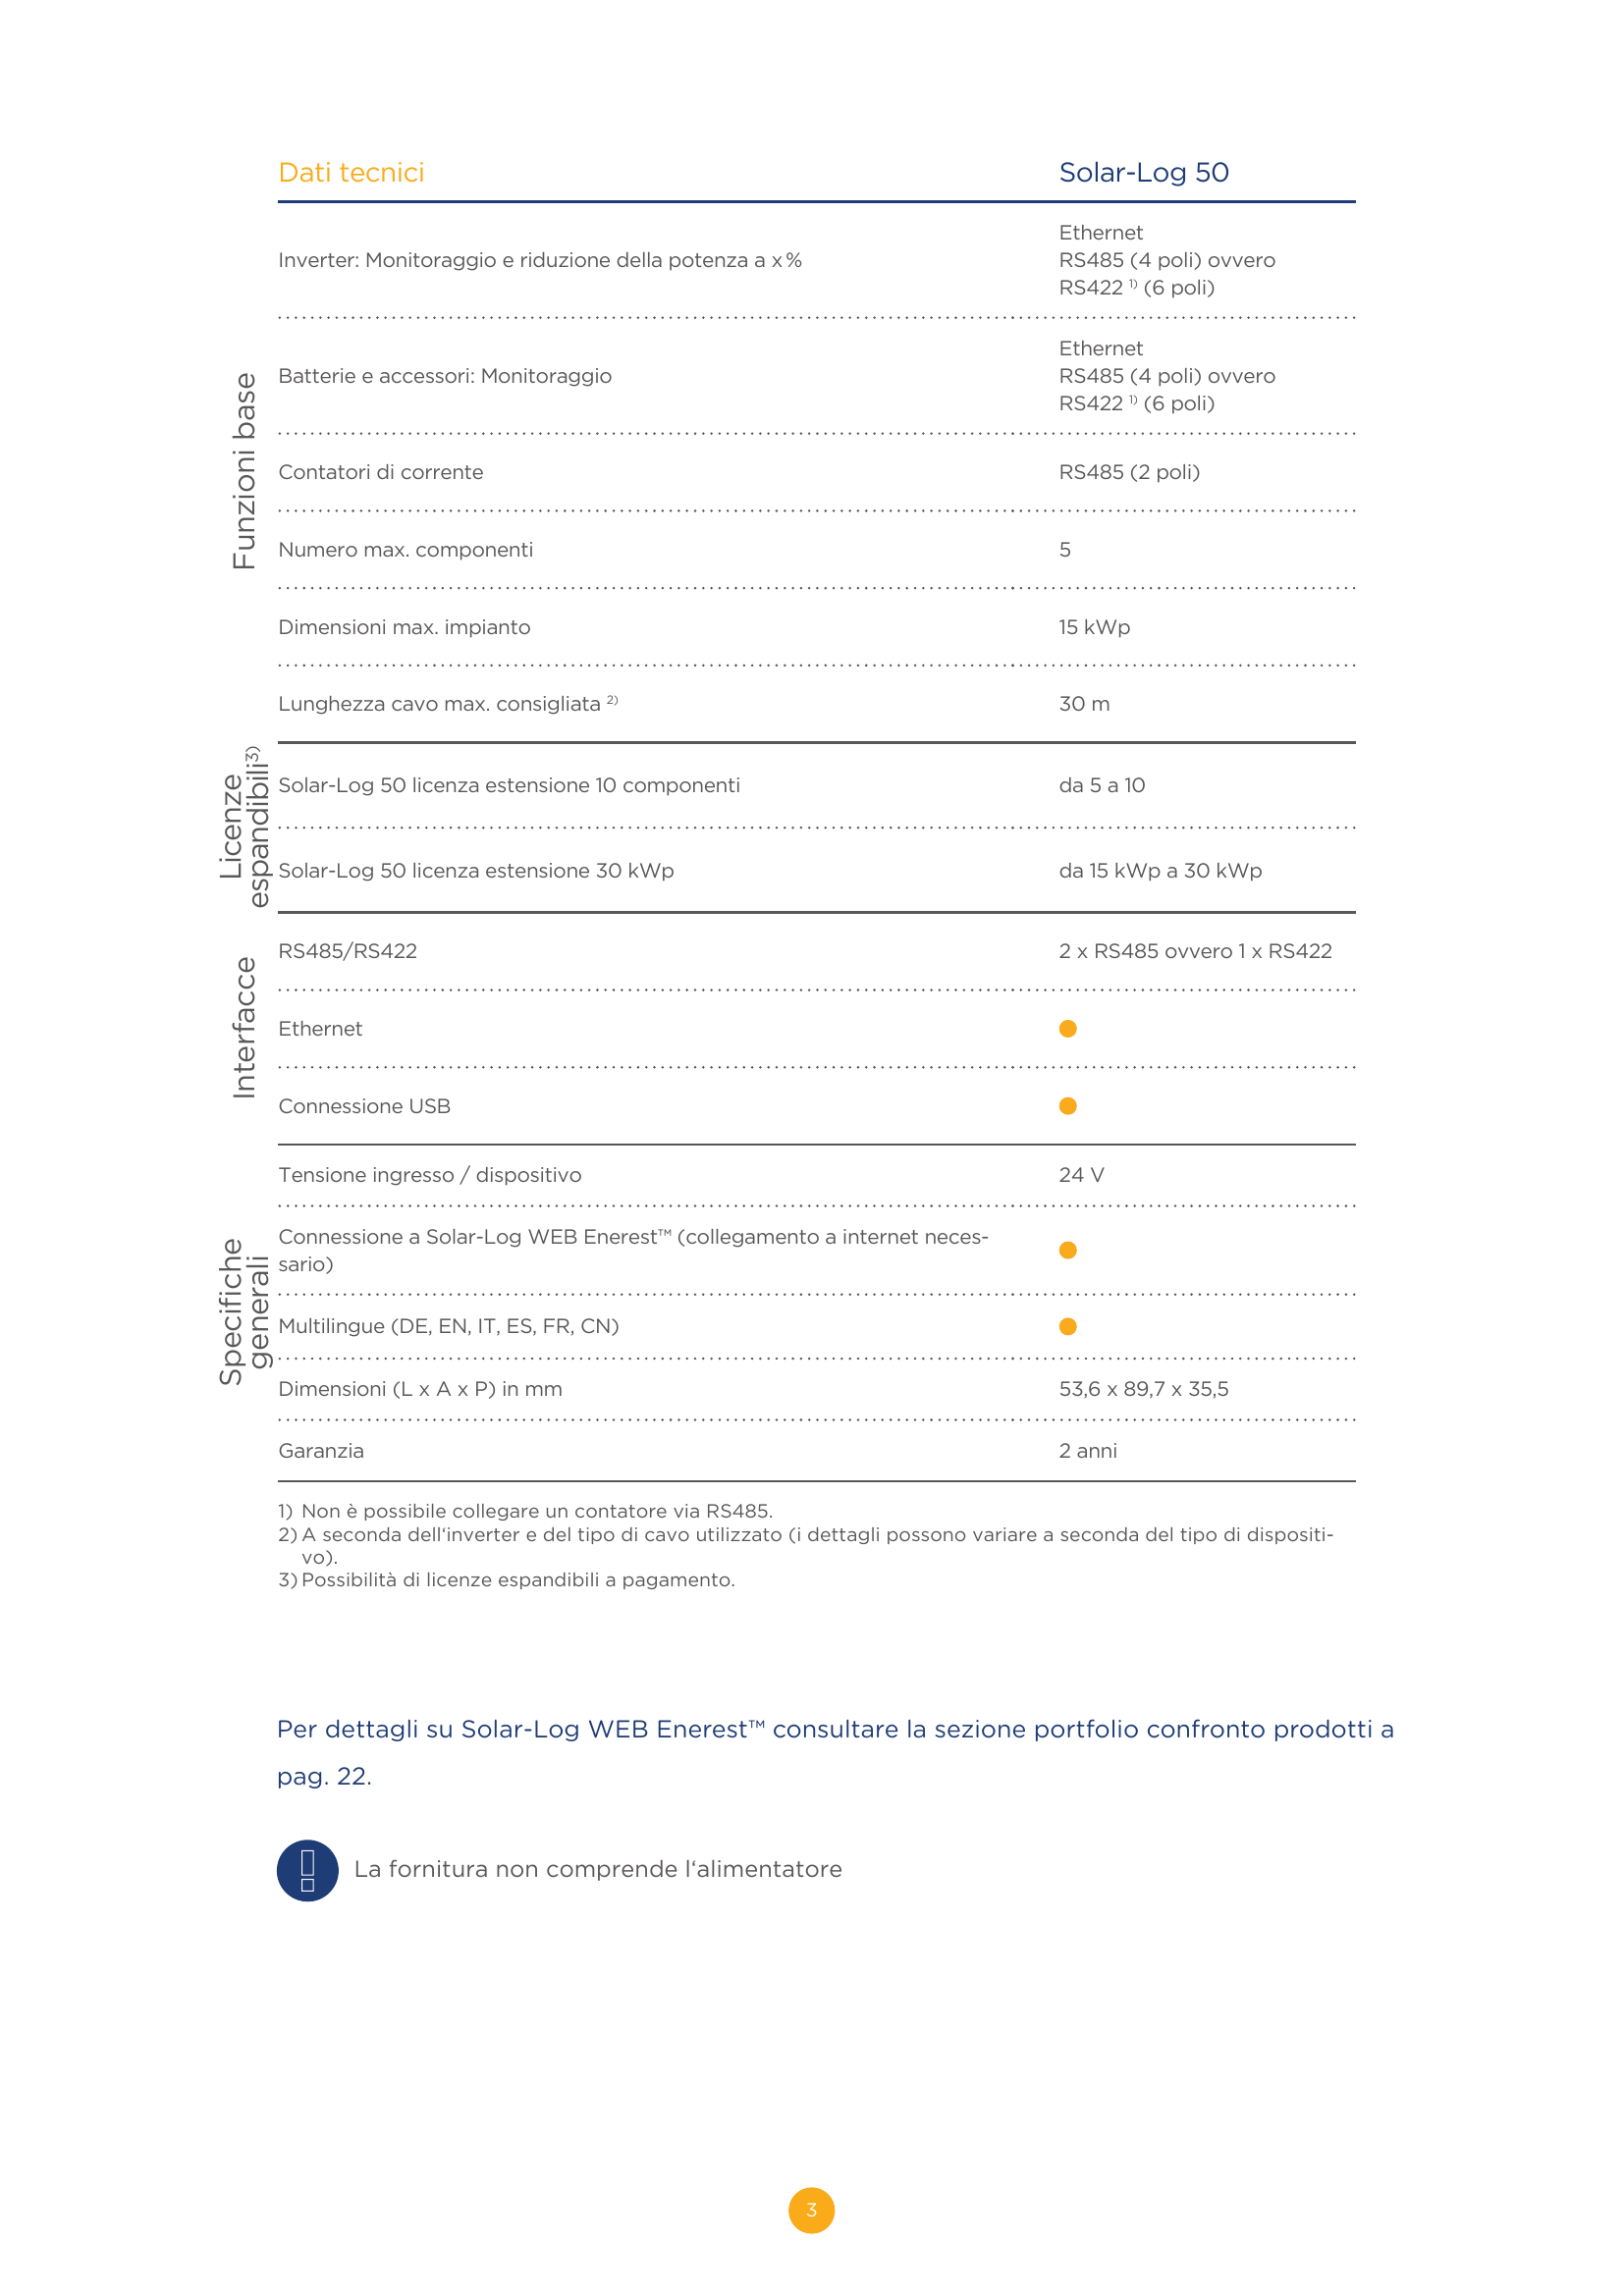 Dati tecnici Solar-Log 50
Funzioni base
Inverter: Monitoraggio e riduzione della potenza a x %
Ethernet
RS485 (4 poli) ovvero
RS422 ¹⁾ (6 poli)
Batterie e accessori: Monitoraggio
Ethernet
RS485 (4 poli) ovvero
RS422 ¹⁾ (6 poli)
Contatori di corrente RS485 (2 poli)
Numero max. componenti 5
Dimensioni max. impianto 15 kWp
Lunghezza cavo max. consigliata ²⁾ 30 m
Licenze
espandibili³⁾
Solar-Log 50 licenza estensione 10 componenti da 5 a 10
Solar-Log 50 licenza estensione 30 kWp da 15 kWp a 30 kWp
Interfacce
RS485/RS422 2 x RS485 ovvero 1 x RS422
Ethernet ●
Connessione USB ●
Specifiche
generali
Tensione ingresso / dispositivo 24 V
Connessione a Solar-Log WEB Enerest™ (collegamento a internet neces-
sario) ●
Multilingue (DE, EN, IT, ES, FR, CN) ●
Dimensioni (L x A x P) in mm 53,6 x 89,7 x 35,5
Garanzia 2 anni
1) Non è possibile collegare un contatore via RS485.
2) A seconda dell‘inverter e del tipo di cavo utilizzato (i dettagli possono variare a seconda del tipo di dispositi-
vo).
3) Possibilità di licenze espandibili a pagamento.
Per dettagli su Solar-Log WEB Enerest™ consultare la sezione portfolio confronto prodotti a
pag. 22.
La fornitura non comprende l‘alimentatore
3